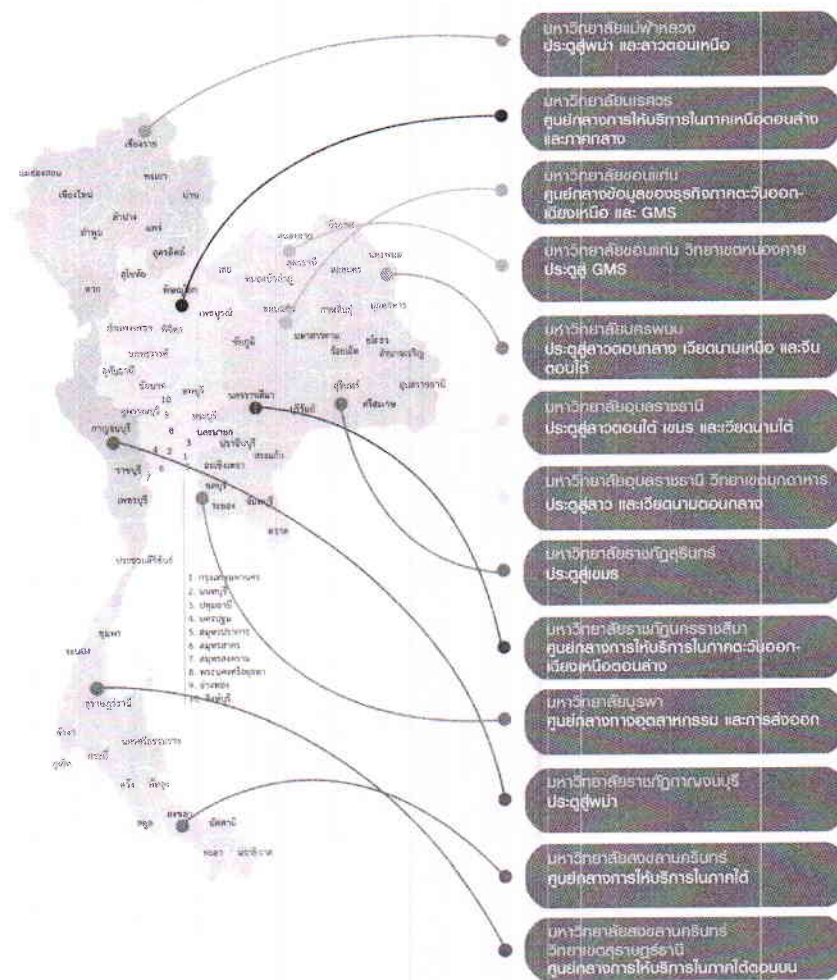 มหาวิทยาลัยแม่ฟ้าหลวง
ประตูสู่พม่า และลาวตอนเหนือ
มหาวิทยาลัยนเรศวร
ศูนย์กลางการให้บริการในภาคเหนือตอนล่าง
และภาคกลาง
มหาวิทยาลัยขอนแก่น
ศูนย์กลางข้อมูลของธุรกิจภาคตะวันออก-
เฉียงเหนือ และ GMS
มหาวิทยาลัยขอนแก่น วิทยาเขตหนองคาย
ประตูสู่ GMS
มหาวิทยาลัยนครพนม
ประตูสู่ลาวตอนกลาง เวียดนามเหนือ และจีน
ตอนใต้
มหาวิทยาลัยอุบลราชธานี
ประตูสู่ลาวตอนใต้ เขมร และเวียดนามใต้
มหาวิทยาลัยอุบลราชธานี วิทยาเขตมุกดาหาร
ประตูสู่ลาว และเวียดนามตอนกลาง
มหาวิทยาลัยราชภัฏสุรินทร์
ประตูสู่เขมร
มหาวิทยาลัยราชภัฏนครราชสีมา
ศูนย์กลางการให้บริการในภาคตะวันออก-
เฉียงเหนือตอนล่าง
มหาวิทยาลัยบูรพา
ศูนย์กลางทางอุตสาหกรรม และการส่งออก
มหาวิทยาลัยราชภัฏกาญจนบุรี
ประตูสู่พม่า
มหาวิทยาลัยสงขลานครินทร์
ศูนย์กลางการให้บริการในภาคใต้
มหาวิทยาลัยสงขลานครินทร์
วิทยาเขตสุราษฎร์ธานี
ศูนย์กลางการให้บริการในภาคใต้ตอนบน
เชียงราย
แม่ฮ่องสอน
พะเยา
เชียงใหม่
น่าน
ลำปาง
ลำพูน
แพร่
อุตรดิตถ์
สุโขทัย
ตาก
พิษณุโลก
เลย
หนองบัวลำภู
อุดรธานี
หนองคาย
บึงกาฬ
นครพนม
สกลนคร
เพชรบูรณ์
ขอนแก่น
กาฬสินธุ์
มุกดาหาร
กำแพงเพชร
พิจิตร
มหาสารคาม
ชัยภูมิ
ร้อยเอ็ด
ยโสธร
อำนาจเจริญ
นครสวรรค์
อุทัยธานี
ชัยนาท
ลพบุรี
นครราชสีมา
บุรีรัมย์
สุรินทร์
ศรีสะเกษ
อุบลราชธานี
10
สุพรรณบุรี
9
สระบุรี
กาญจนบุรี
8
นครนายก
3
ปราจีนบุรี
4 2
1
สระแก้ว
ราชบุรี
6
7
ฉะเชิงเทรา
เพชรบุรี
ชลบุรี
ระยอง
จันทบุรี
ตราด
ประจวบคีรีขันธ์
1. กรุงเทพมหานคร
2. นนทบุรี
3. ปทุมธานี
4. นครปฐม
5. สมุทรปราการ
6. สมุทรสาคร
7. สมุทรสงคราม
8. พระนครศรีอยุธยา
9. อ่างทอง
10. สิงห์บุรี
ชุมพร
ระนอง
สุราษฎร์ธานี
พังงา
ภูเก็ต
กระบี่
นครศรีธรรมราช
ตรัง
พัทลุง
สตูล
สงขลา
ปัตตานี
ยะลา
นราธิวาส